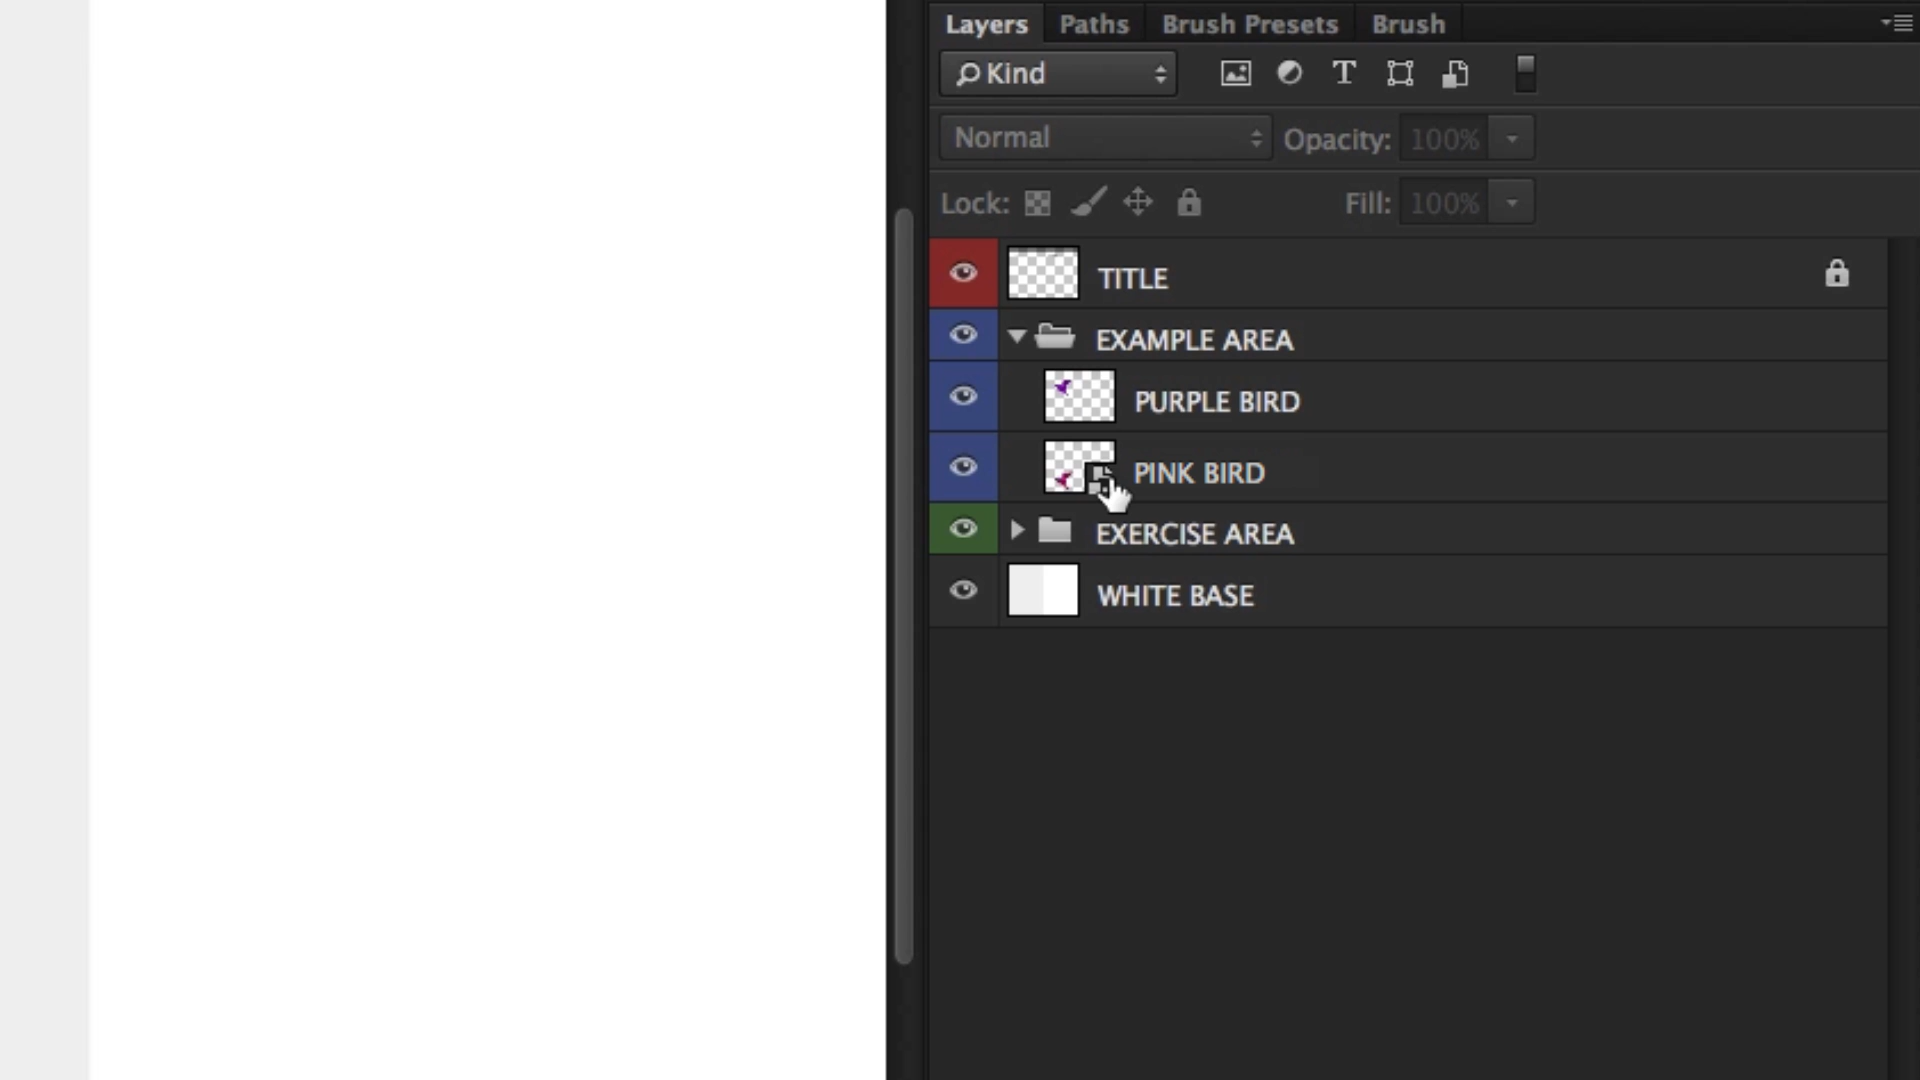 Layers Paths Brush Presets Brush
Kind T
Normal Opacity: 100%
Lock: Fill: 100%
TITLE
EXAMPLE AREA
PURPLE BIRD
PINK BIRD
EXERCISE AREA
WHITE BASE